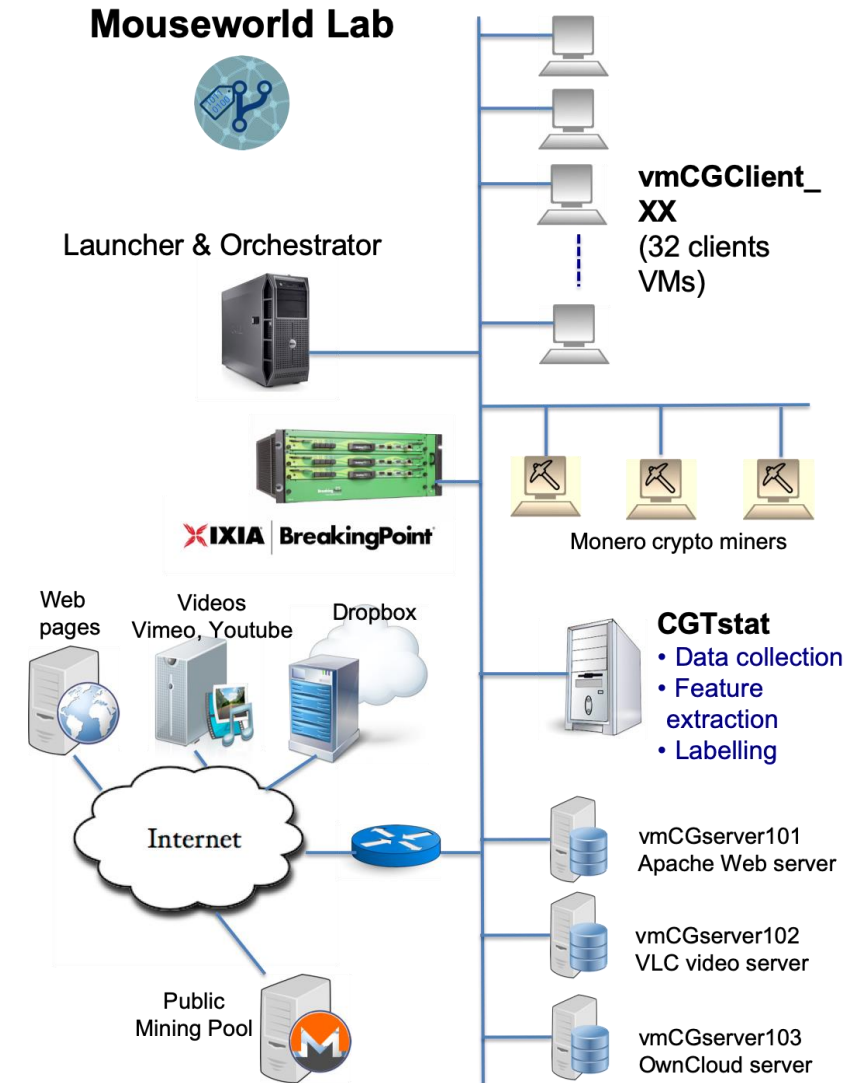 Mouseworld Lab
vmCGClient_
XX
(32 clients
VMs)
Launcher & Orchestrator
IXIA BreakingPoint
Monero crypto miners
Web
pages
Videos
Vimeo, Youtube
Dropbox
CGTstat
• Data collection
• Feature
extraction
• Labelling
Internet
vmCGserver101
Apache Web server
vmCGserver102
VLC video server
Public
Mining Pool
vmCGserver103
OwnCloud server